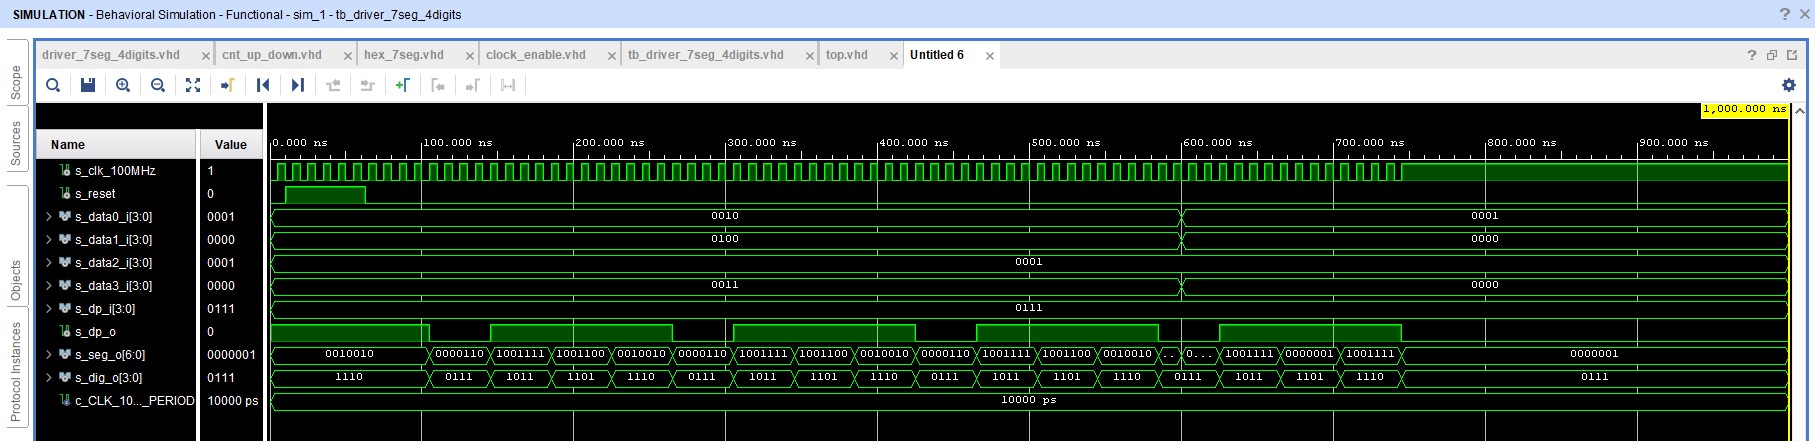 SIMULATION - Behavioral Simulation - Functional - sim_1 - tb_driver_7seg_4digits
driver_7seg_4digits.vhd cnt_up_down.vhd hex_7seg.vhd clock_enable.vhd tb_driver_7seg_4digits.vhd top.vhd Untitled 6
Scope
Sources
Objects
Protocol Instances
1,000.000 ns
Name Value 0.000 ns 100.000 ns 200.000 ns 300.000 ns 400.000 ns 500.000 ns 600.000 ns 700.000 ns 800.000 ns 900.000 ns
s_clk_100MHz 1
s_reset 0
s_data0_i[3:0] 0001 0010 0001
s_data1_i[3:0] 0000 0100 0000
s_data2_i[3:0] 0001 0001
s_data3_i[3:0] 0000 0011 0000
s_dp_i[3:0] 0111 0111
s_dp_o 0
s_seg_o[6:0] 0000001 0010010 0000110 1001111 1001100 0010010 0000110 1001111 1001100 0010010 0000110 1001111 1001100 0010010 ... 0... 1001111 0000001 1001111 0000001
s_dig_o[3:0] 0111 1110 0111 1011 1101 1110 0111 1011 1101 1110 0111 1011 1101 1110 0111 1011 1101 1110 0111
c_CLK_10..._PERIOD 10000 ps 10000 ps